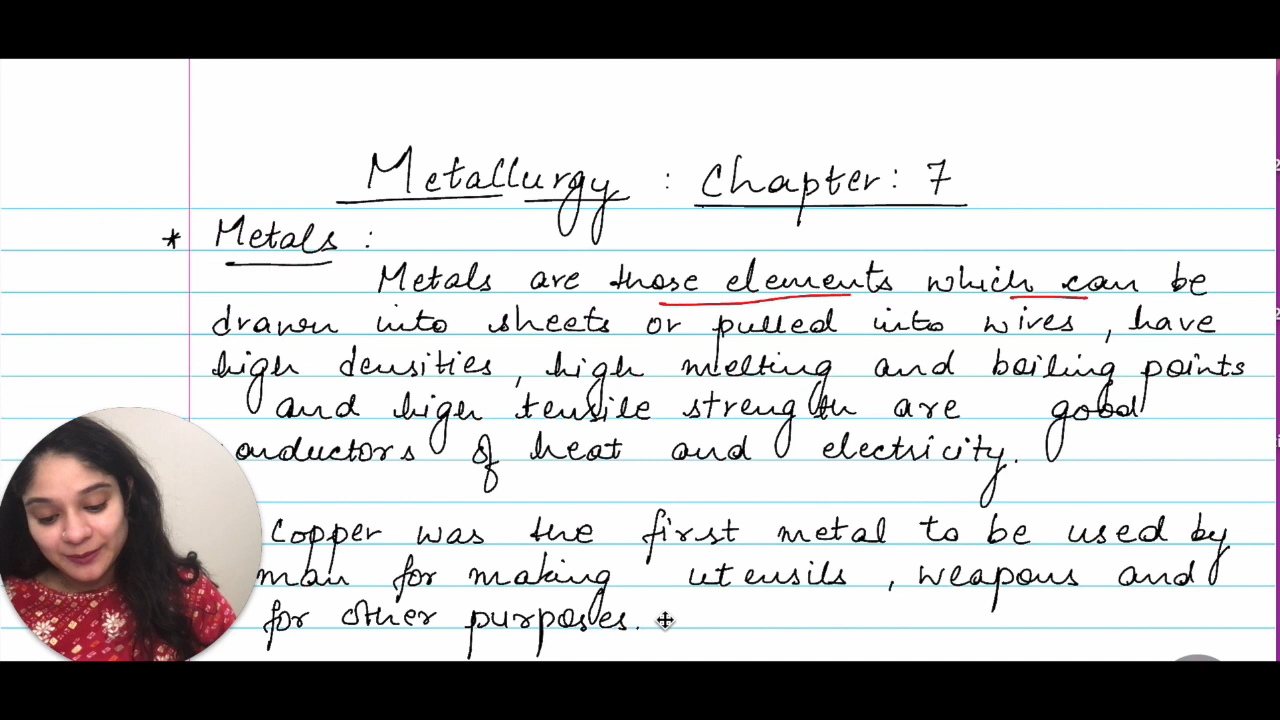 Metallurgy : Chapter: 7
* Metals :
Metals are those elements which can be
drawn into sheets or pulled into wires, have
high densities, high melting and boiling points
and high tensile strength are good
onductors of heat and electricity.
Copper was the first metal to be used by
man for making utensils, weapons and
for other purposes.